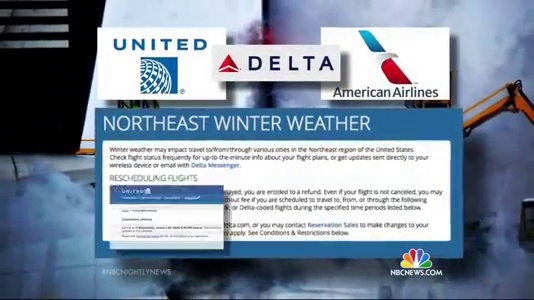 UNITED
DELTA
American Airlines
NORTHEAST WINTER WEATHER
Winter weather may impact travel to/from/through various cities in the Northeast region of the United States.
Check flight status frequently for up-to-the-minute info about your flight plans, or get updates sent directly to your
wireless device or email with Delta Messenger.
RESCHEDULING FLIGHTS
UNITED
layed, you are entitled to a refund. Even if your flight is not canceled, you may
out fee if you are scheduled to travel to, from, or through the following
or Delta-coded flights during the specified time periods listed below.
lta.com, or you may contact Reservation Sales to make changes to your
y apply. See Conditions & Restrictions below.
#NBCNIGHTLYNEWS
NBCNEWS.COM